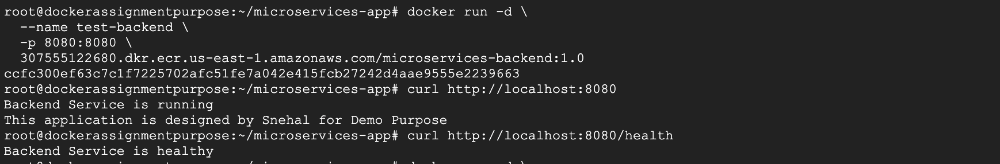 root@dockerassignmentpurpose:~/microservices-app# docker run -d \
--name test-backend \
-p 8080:8080 \
307555122680.dkr.ecr.us-east-1.amazonaws.com/microservices-backend:1.0
ccfc300ef63c7c1f7225702afc51fe7a042e415fcb27242d4aae9555e2239663
root@dockerassignmentpurpose:~/microservices-app# curl http://localhost:8080
Backend Service is running
This application is designed by Snehal for Demo Purpose
root@dockerassignmentpurpose:~/microservices-app# curl http://localhost:8080/health
Backend Service is healthy